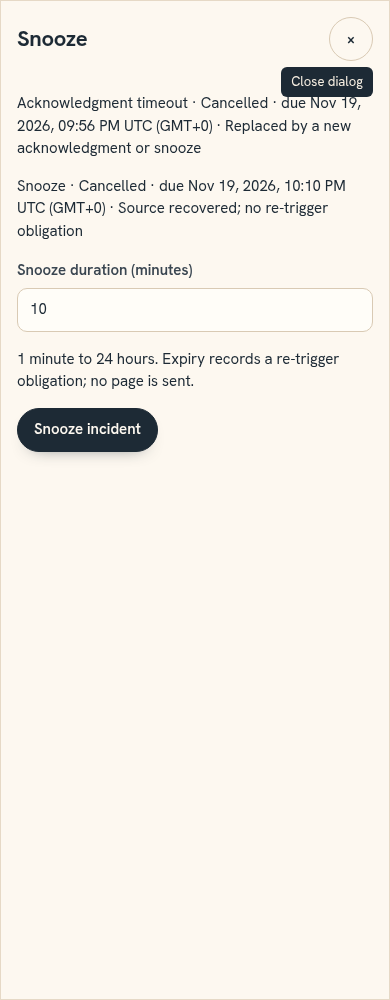 Snooze
×
Close dialog
Acknowledgment timeout · Cancelled · due Nov 19,
2026, 09:56 PM UTC (GMT+0) · Replaced by a new
acknowledgment or snooze
Snooze · Cancelled · due Nov 19, 2026, 10:10 PM
UTC (GMT+0) · Source recovered; no re-trigger
obligation
Snooze duration (minutes)
10
1 minute to 24 hours. Expiry records a re-trigger
obligation; no page is sent.
Snooze incident